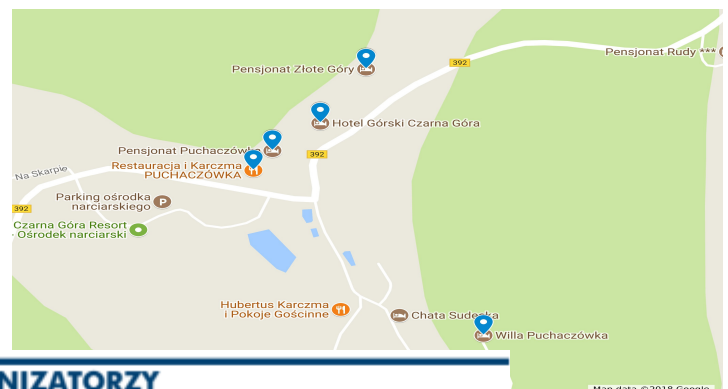 Pensjonat Rudy ***
Pensjonat Złote Góry
392
Hotel Górski Czarna Góra
Pensjonat Puchaczówka
392
Restauracja i Karczma
PUCHACZÓWKA
Na Skarpie
Parking ośrodka
narciarskiego
P
392
Czarna Góra Resort
- Ośrodek narciarski
Hubertus Karczma
i Pokoje Gościnne
Chata Sudecka
Willa Puchaczówka
NIZATORZY
Map data ©2018 Google